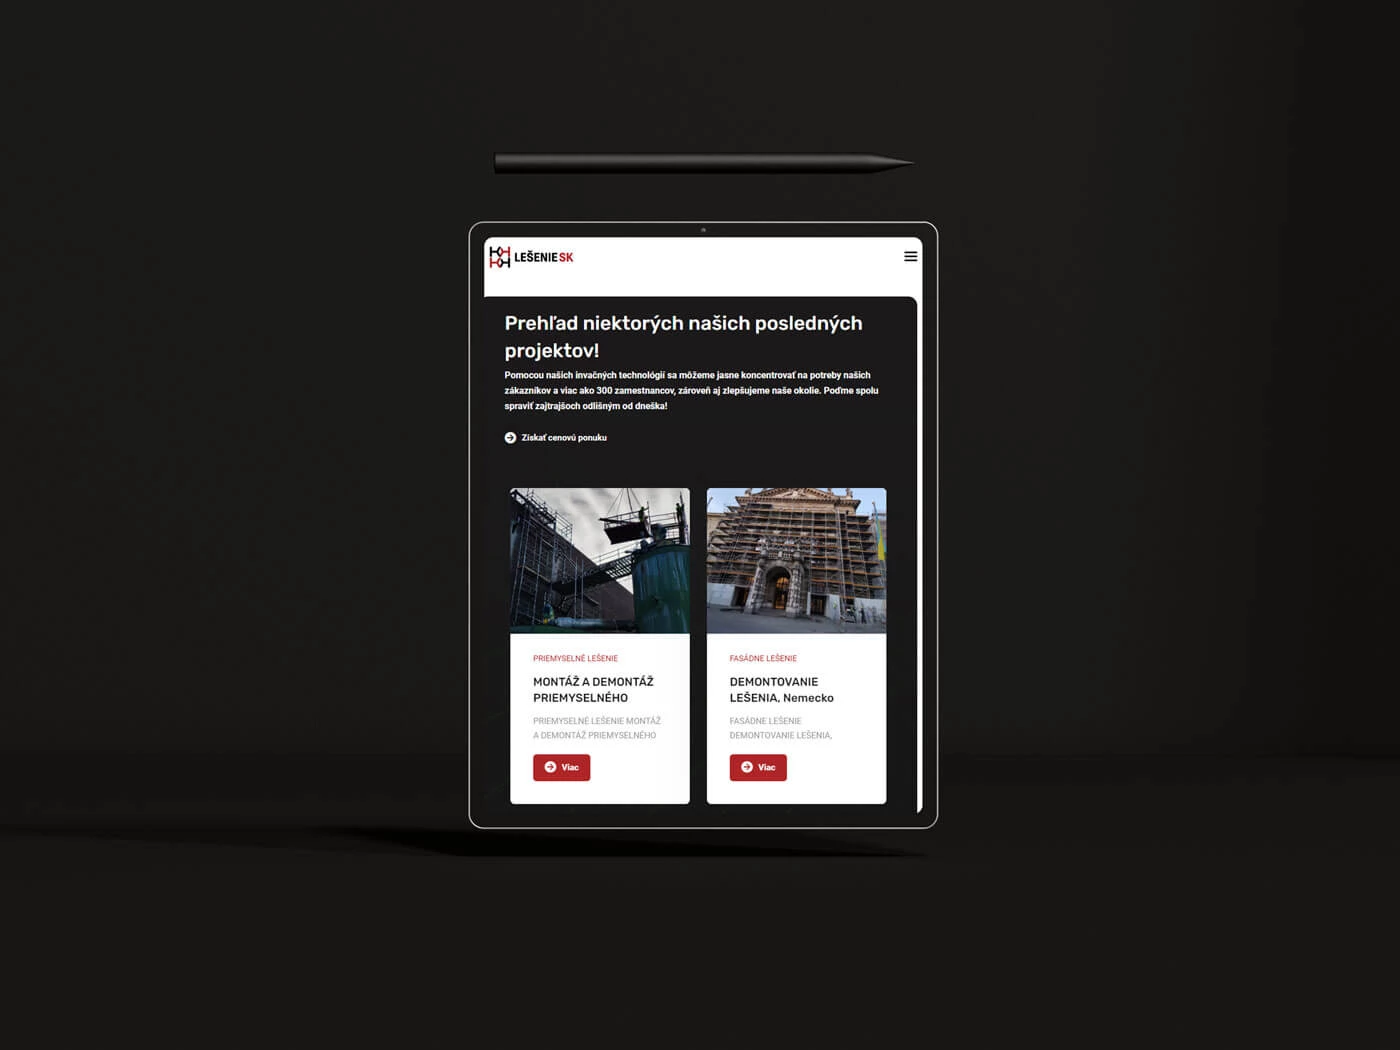 LEŠENIE SK
Prehľad niektorých našich posledných
projektov!
Pomocou našich invačných technológií sa môžeme jasne koncentrovať na potreby našich
zákazníkov a viac ako 300 zamestnancov, zároveň aj zlepšujeme naše okolie. Poďme spolu
spraviť zajtrajšoch odlišným od dneška!
Získať cenovú ponuku
PRIEMYSELNÉ LEŠENIE
MONTÁŽ A DEMONTÁŽ
PRIEMYSELNÉHO
PRIEMYSELNÉ LEŠENIE MONTÁŽ
A DEMONTÁŽ PRIEMYSELNÉHO
Viac
FASÁDNE LEŠENIE
DEMONTOVANIE
LEŠENIA, Nemecko
FASÁDNE LEŠENIE
DEMONTOVANIE LEŠENIA,
Viac